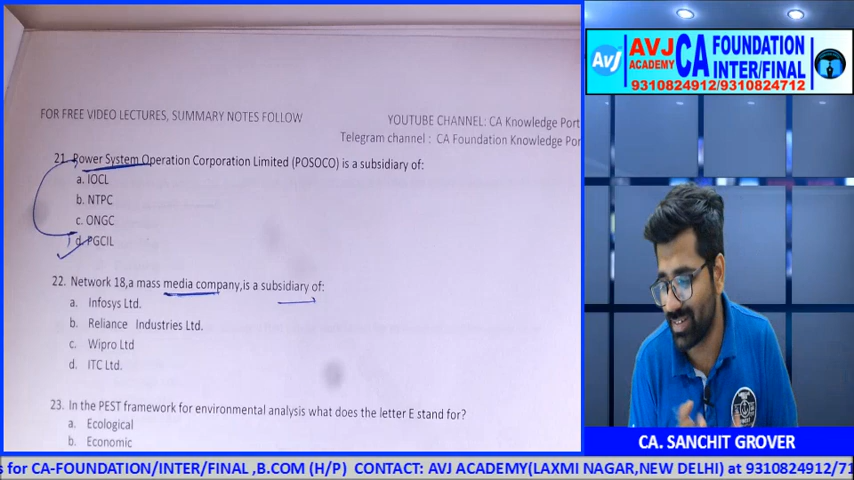 FOR FREE VIDEO LECTURES, SUMMARY NOTES FOLLOW
YOUTUBE CHANNEL: CA Knowledge Port
Telegram channel : CA Foundation Knowledge Por
21. Power System Operation Corporation Limited (POSOCO) is a subsidiary of:
a. IOCL
b. NTPC
c. ONGC
d. PGCIL
22. Network 18,a mass media company,is a subsidiary of:
a. Infosys Ltd.
b. Reliance Industries Ltd.
c. Wipro Ltd
d. ITC Ltd.
23. In the PEST framework for environmental analysis what does the letter E stand for?
a. Ecological
b. Economic
AVJ
AVJ ACADEMY
CA FOUNDATION
INTER/FINAL
9310824912/9310824712
CA. SANCHIT GROVER
s for CA-FOUNDATION/INTER/FINAL ,B.COM (H/P) CONTACT: AVJ ACADEMY(LAXMI NAGAR,NEW DELHI) at 9310824912/71